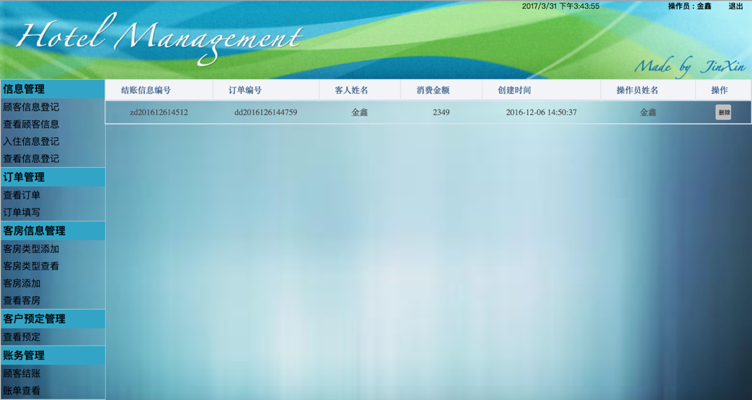 2017/3/31 下午3:43:55 操作员：金鑫 退出
Hotel Management
Made by JinXin
信息管理
顾客信息登记
查看顾客信息
入住信息登记
查看信息登记
订单管理
查看订单
订单填写
客房信息管理
客房类型添加
客房类型查看
客房添加
查看客房
客户预定管理
查看预定
账务管理
顾客结账
账单查看
结账信息编号 订单编号 客人姓名 消费金额 创建时间 操作员姓名 操作
zd201612614512 dd2016126144759 金鑫 2349 2016-12-06 14:50:37 金鑫 删除